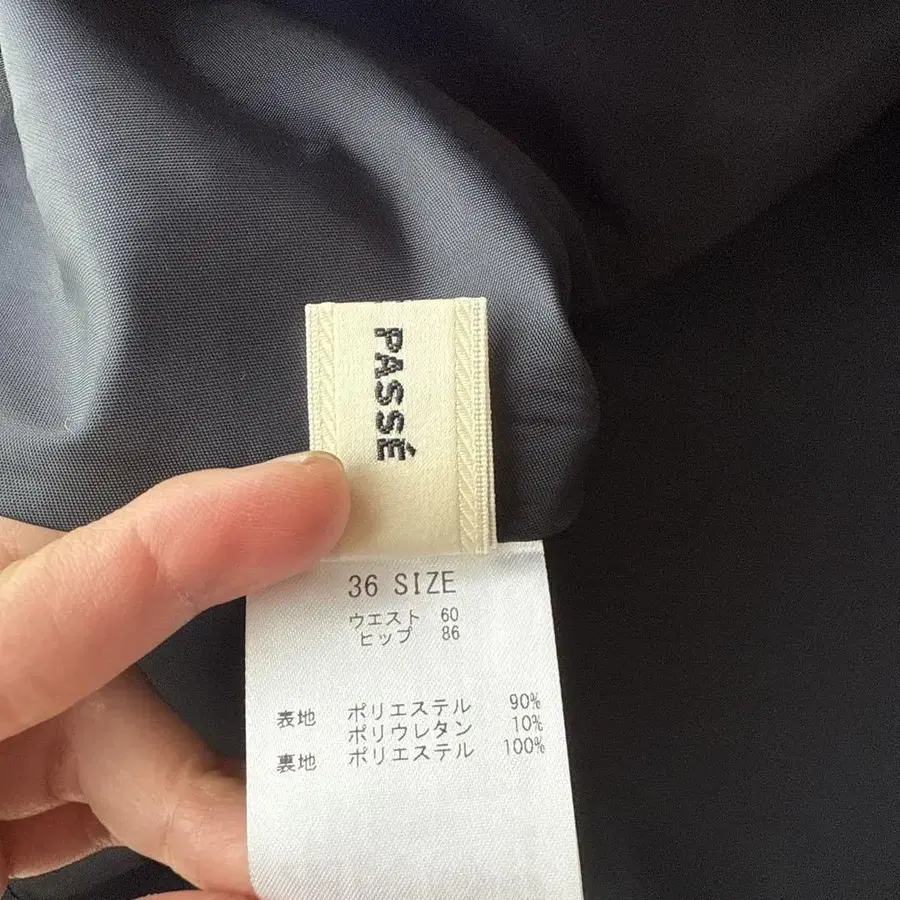 PASSÉ
36 SIZE
ウエスト 60
ヒップ 86
表地 ポリエステル 90%
ポリウレタン 10%
裏地 ポリエステル 100%